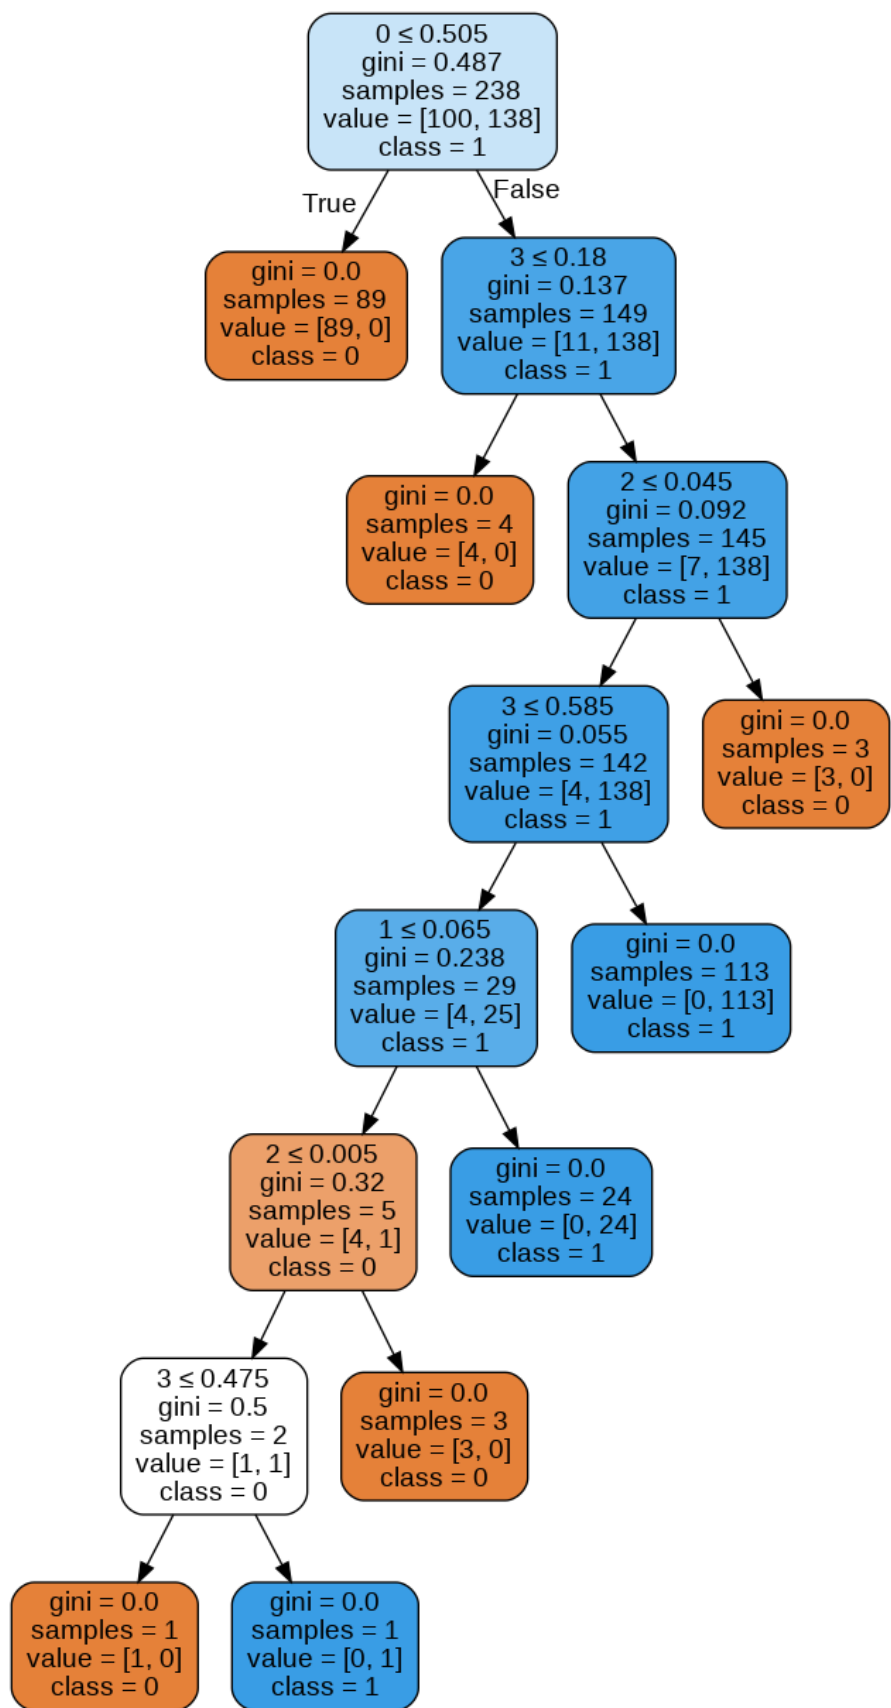 0 ≤ 0.505
gini = 0.487
samples = 238
value = [100, 138]
class = 1
True
False
gini = 0.0
samples = 89
value = [89, 0]
class = 0
3 ≤ 0.18
gini = 0.137
samples = 149
value = [11, 138]
class = 1
gini = 0.0
samples = 4
value = [4, 0]
class = 0
2 ≤ 0.045
gini = 0.092
samples = 145
value = [7, 138]
class = 1
3 ≤ 0.585
gini = 0.055
samples = 142
value = [4, 138]
class = 1
gini = 0.0
samples = 3
value = [3, 0]
class = 0
1 ≤ 0.065
gini = 0.238
samples = 29
value = [4, 25]
class = 1
gini = 0.0
samples = 113
value = [0, 113]
class = 1
2 ≤ 0.005
gini = 0.32
samples = 5
value = [4, 1]
class = 0
gini = 0.0
samples = 24
value = [0, 24]
class = 1
3 ≤ 0.475
gini = 0.5
samples = 2
value = [1, 1]
class = 0
gini = 0.0
samples = 3
value = [3, 0]
class = 0
gini = 0.0
samples = 1
value = [1, 0]
class = 0
gini = 0.0
samples = 1
value = [0, 1]
class = 1